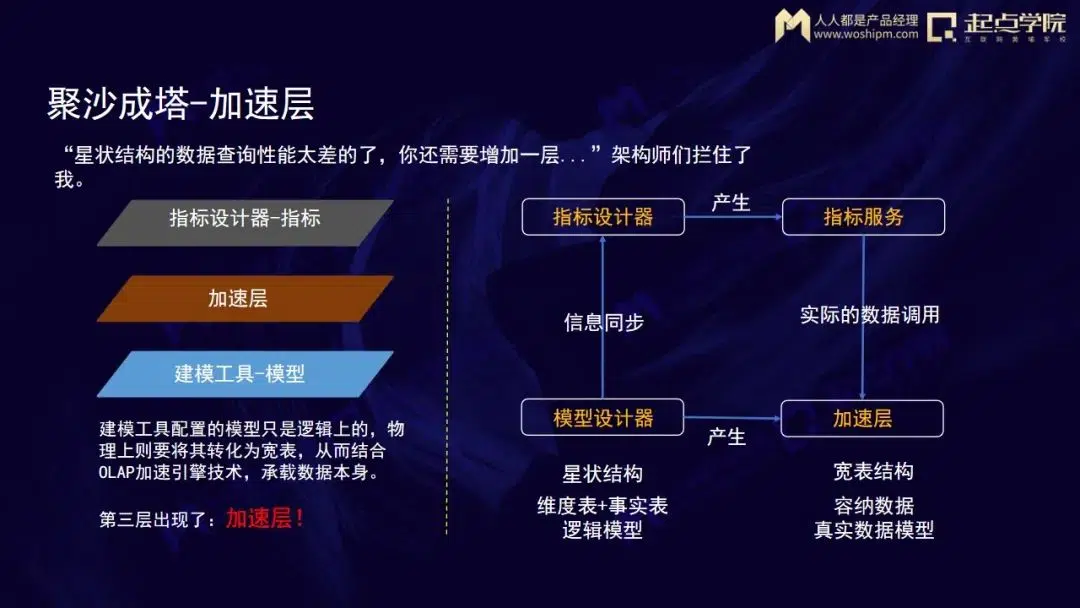 人人都是产品经理
www.woshipm.com
起点学院
互联网黄埔军校
聚沙成塔-加速层
“星状结构的数据查询性能太差的了，你还需要增加一层...”架构师们拦住了
我。
指标设计器-指标
加速层
建模工具-模型
建模工具配置的模型只是逻辑上的，物
理上则要将其转化为宽表，从而结合
OLAP加速引擎技术，承载数据本身。
第三层出现了：加速层！
指标设计器
产生
指标服务
信息同步
实际的数据调用
模型设计器
产生
加速层
星状结构
维度表+事实表
逻辑模型
宽表结构
容纳数据
真实数据模型